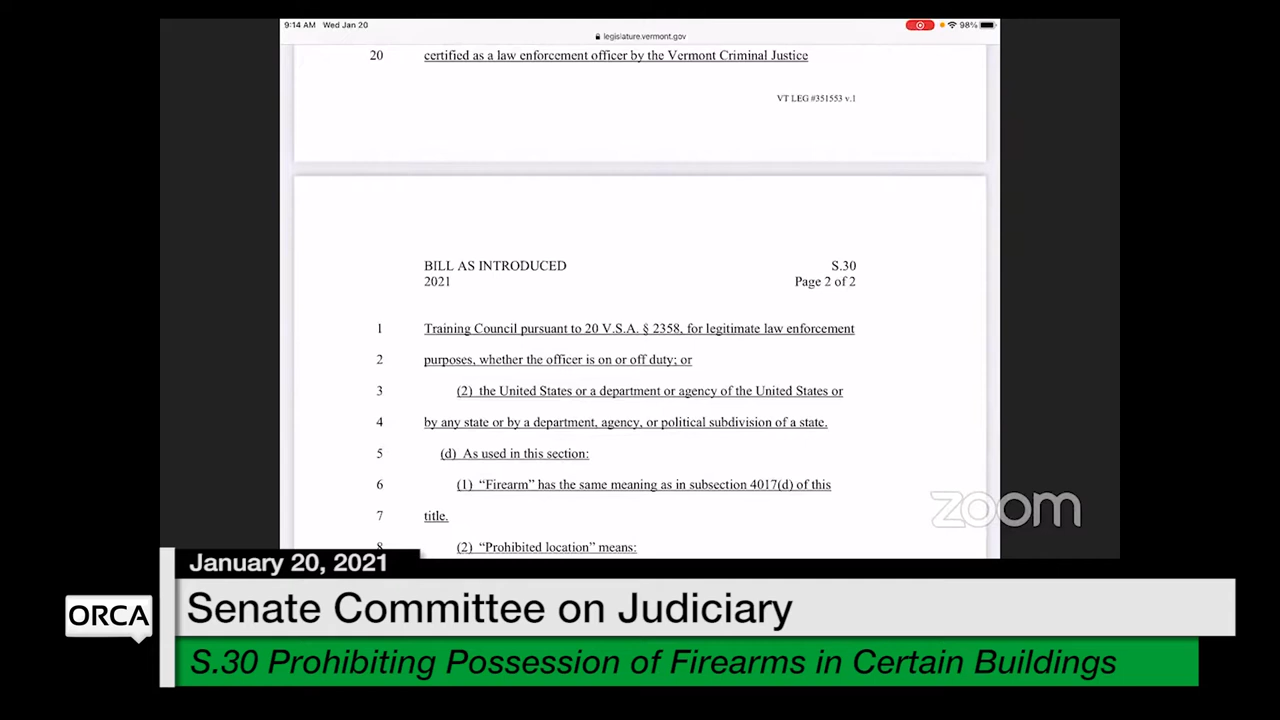 9:14 AM Wed Jan 20
98%
legislature.vermont.gov
20 certified as a law enforcement officer by the Vermont Criminal Justice
VT LEG #351553 v.1
BILL AS INTRODUCED S.30
2021 Page 2 of 2
1 Training Council pursuant to 20 V.S.A. § 2358, for legitimate law enforcement
2 purposes, whether the officer is on or off duty; or
3 (2) the United States or a department or agency of the United States or
4 by any state or by a department, agency, or political subdivision of a state.
5 (d) As used in this section:
6 (1) “Firearm” has the same meaning as in subsection 4017(d) of this
7 title.
8 (2) “Prohibited location” means:
zoom
January 20, 2021
ORCA
Senate Committee on Judiciary
S.30 Prohibiting Possession of Firearms in Certain Buildings